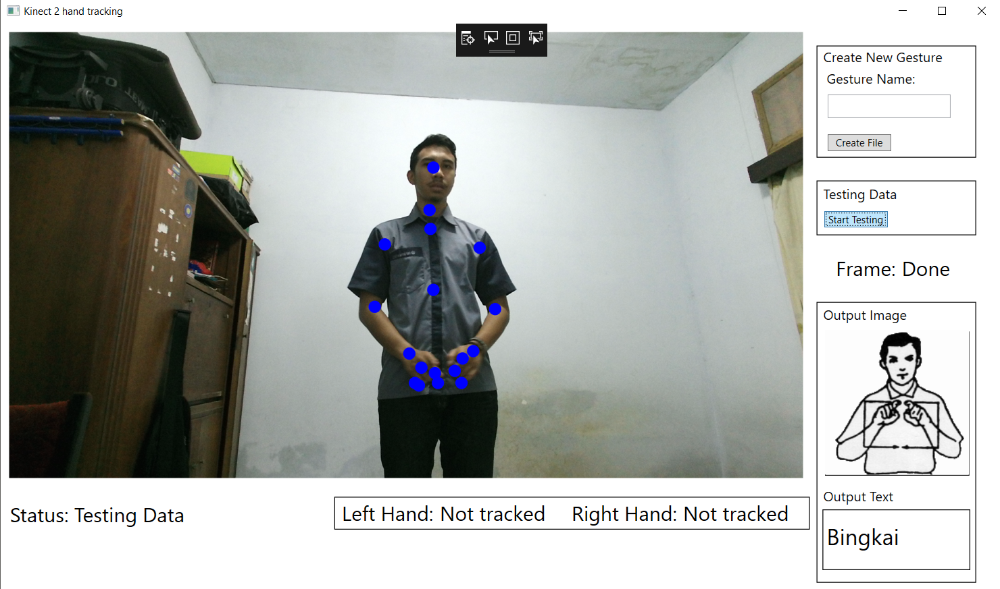 Kinect 2 hand tracking
Create New Gesture
Gesture Name:
Create File
Testing Data
Start Testing
Frame: Done
Output Image
Output Text
Bingkai
Status: Testing Data
Left Hand: Not tracked
Right Hand: Not tracked